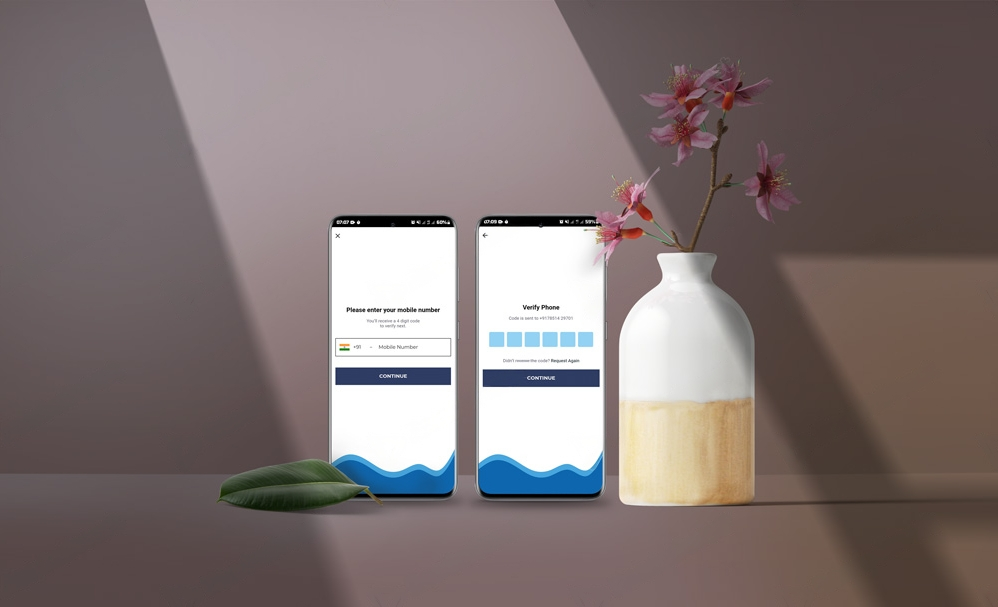 07:07
60%
Please enter your mobile number
You'll receive a 4 digit code
to verify next.
+91 - Mobile Number
CONTINUE
07:09
59%
Verify Phone
Code is sent to +9178514 29701
Didn't receive the code? Request Again
CONTINUE